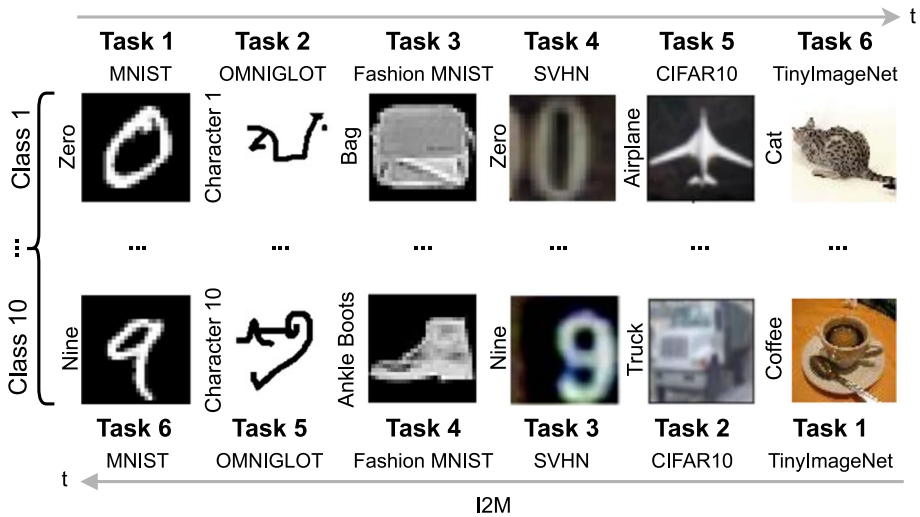 t
Task 1 Task 2 Task 3 Task 4 Task 5 Task 6
MNIST OMNIGLOT Fashion MNIST SVHN CIFAR10 TinyImageNet
Class 1
Zero
Character 1
Bag
Zero
Airplane
Cat
... ... ... ... ... ... ...
Class 10
Nine
Character 10
Ankle Boots
Nine
Truck
Coffee
Task 6 Task 5 Task 4 Task 3 Task 2 Task 1
MNIST OMNIGLOT Fashion MNIST SVHN CIFAR10 TinyImageNet
t
I2M